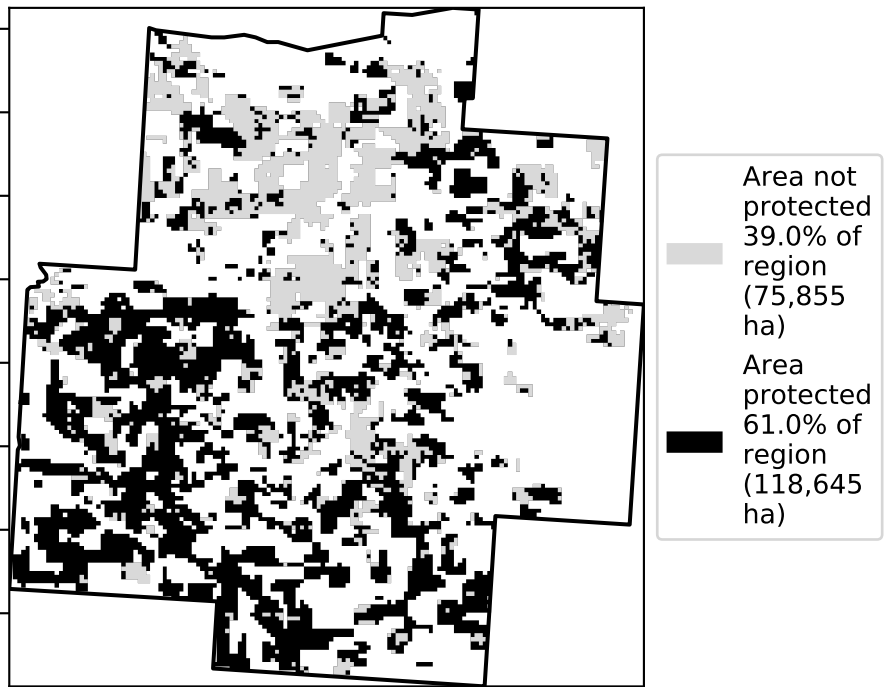 Area not
protected
39.0% of
region
(75,855
ha)
Area
protected
61.0% of
region
(118,645
ha)